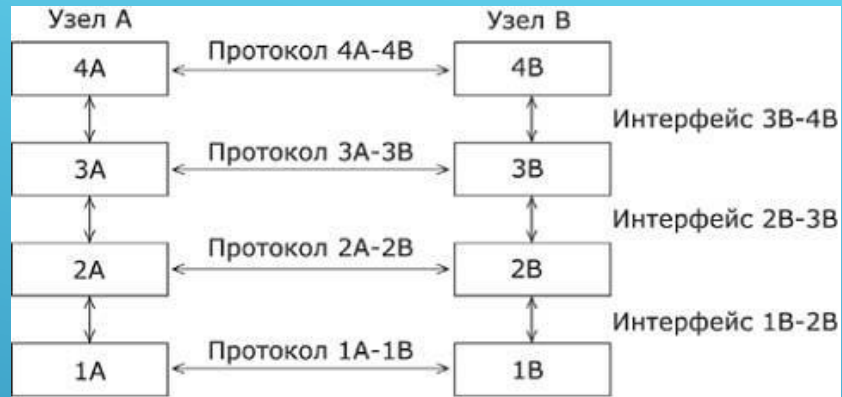 Узел А
Узел В
4А
Протокол 4А-4В
4В
Интерфейс 3В-4В
3А
Протокол 3А-3В
3В
Интерфейс 2В-3В
2А
Протокол 2А-2В
2В
Интерфейс 1В-2В
1А
Протокол 1А-1В
1В